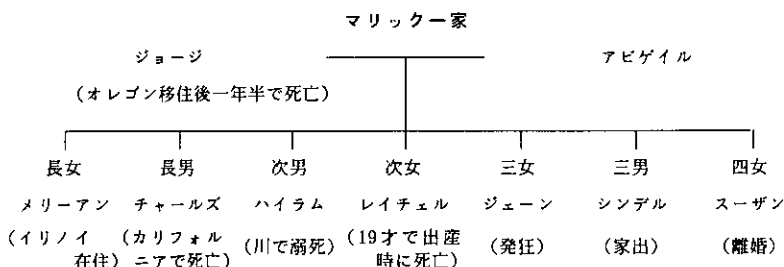 マリック一家
ジョージ アビゲイル
(オレゴン移住後一年半で死亡)
長女 長男 次男 次女 三女 三男 四女
メリーアン チャールズ ハイラム レイチェル ジェーン シンデル スーザン
(イリノイ (カリフォル (川で溺死) (19才で出産 (発狂) (家出) (離婚)
在住) ニアで死亡) 時に死亡)